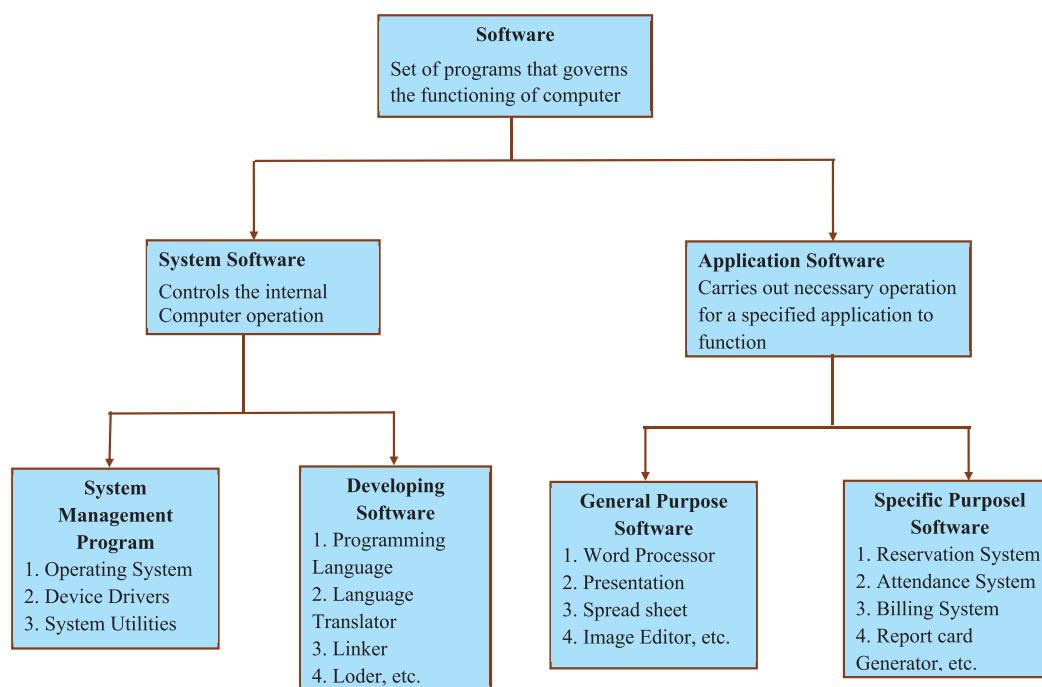 Software
Set of programs that governs
the functioning of computer
System Software
Controls the internal
Computer operation
Application Software
Carries out necessary operation
for a specified application to
function
System
Management
Program
1. Operating System
2. Device Drivers
3. System Utilities
Developing
Software
1. Programming
Language
2. Language
Translator
3. Linker
4. Loder, etc.
General Purpose
Software
1. Word Processor
2. Presentation
3. Spread sheet
4. Image Editor, etc.
Specific Purposel
Software
1. Reservation System
2. Attendance System
3. Billing System
4. Report card
Generator, etc.